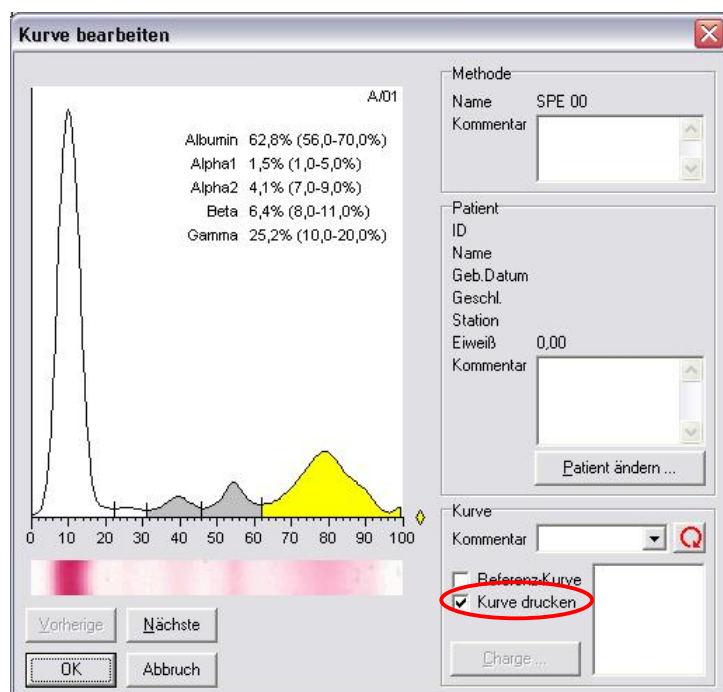 Kurve bearbeiten
A/01
Albumin 62,8% (56,0-70,0%)
Alpha1 1,5% (1,0-5,0%)
Alpha2 4,1% (7,0-9,0%)
Beta 6,4% (8,0-11,0%)
Gamma 25,2% (10,0-20,0%)
0 10 20 30 40 50 60 70 80 90 100
Vorherige Nächste
OK Abbruch
Methode
Name SPE 00
Kommentar
Patient
ID
Name
Geb.Datum
Geschl.
Station
Eiweiß 0,00
Kommentar
Patient ändern ...
Kurve
Kommentar
Referenz-Kurve
Kurve drucken
Charge ...